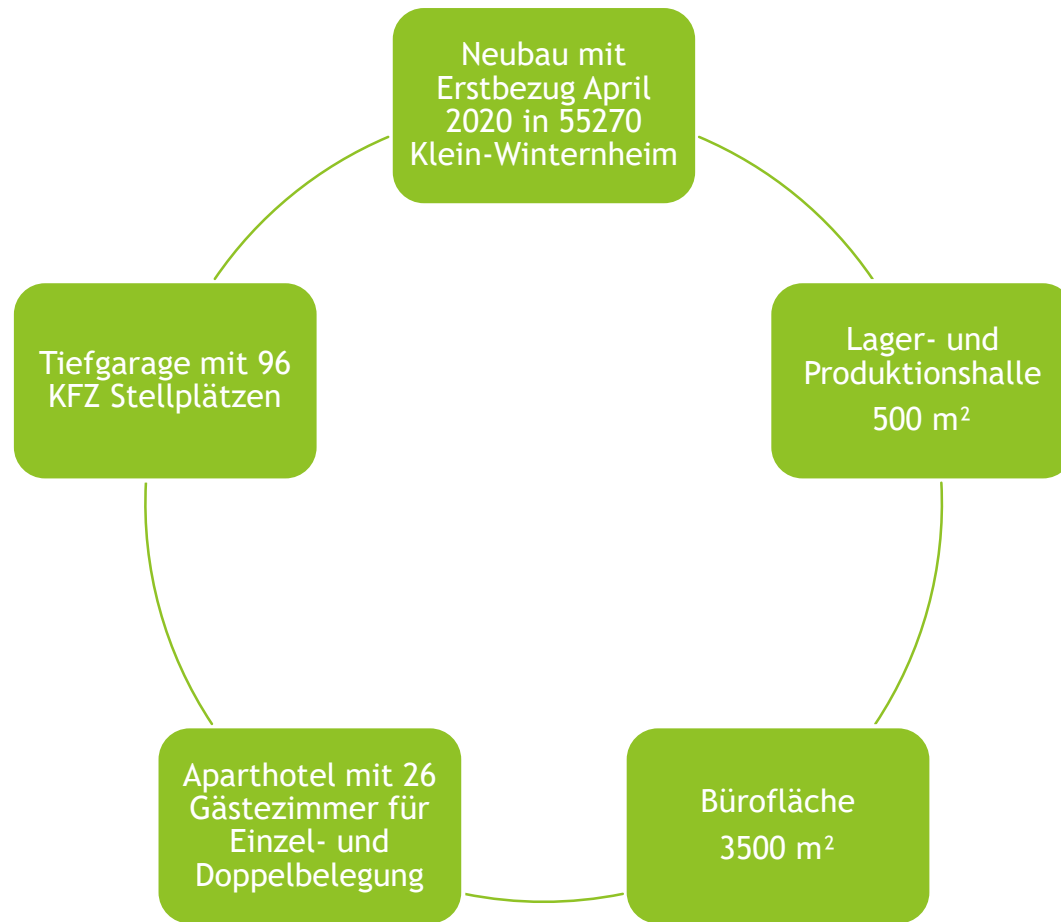 Neubau mit
Erstbezug April
2020 in 55270
Klein-Winternheim
Lager- und
Produktionshalle
500 m²
Bürofläche
3500 m²
Aparthotel mit 26
Gästezimmer für
Einzel- und
Doppelbelegung
Tiefgarage mit 96
KFZ Stellplätzen